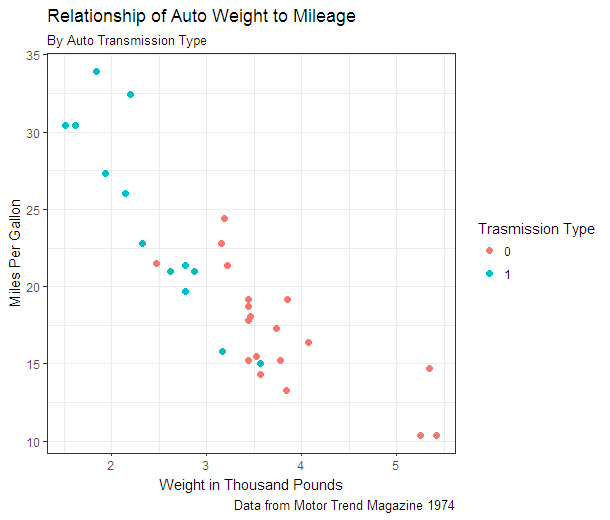 Relationship of Auto Weight to Mileage
By Auto Transmission Type
35
30
25
20
15
10
Miles Per Gallon
2 3 4 5
Weight in Thousand Pounds
Data from Motor Trend Magazine 1974
Trasmission Type
0
1